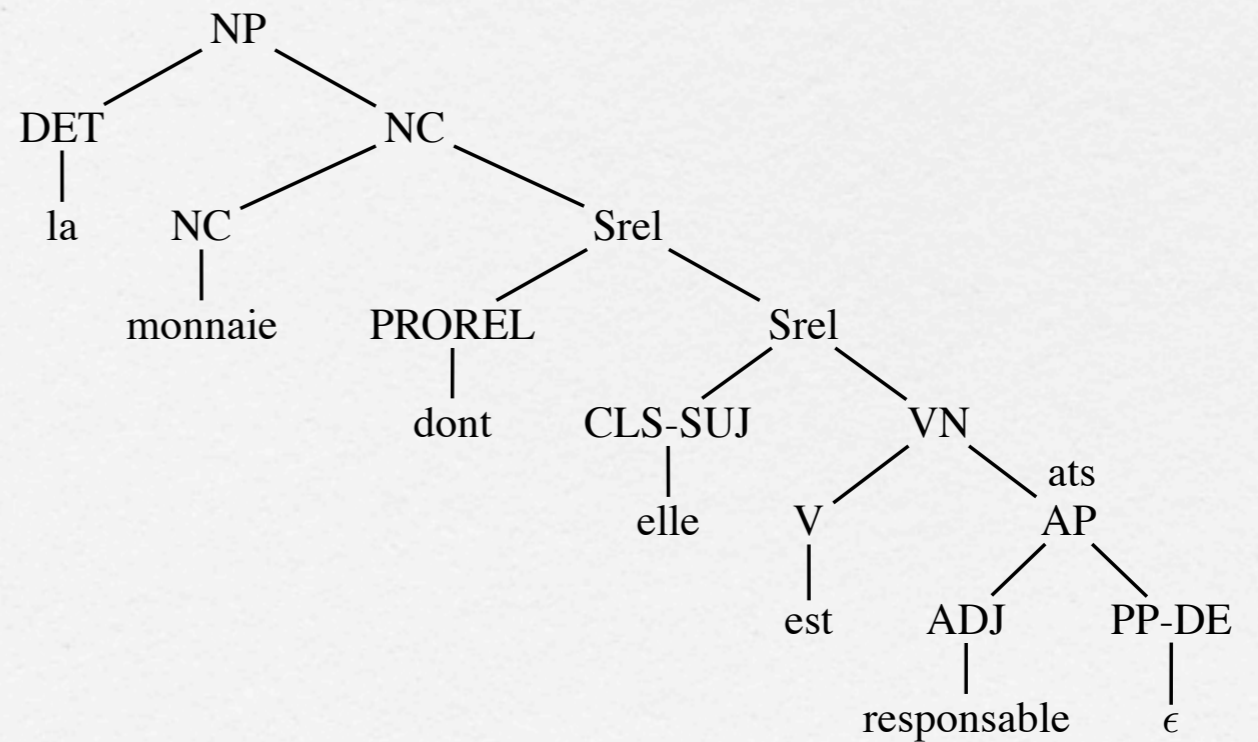 NP
DET NC
la NC Srel
monnaie PROREL Srel
dont CLS-SUJ VN
ats
elle V AP
est ADJ PP-DE
responsable ϵ